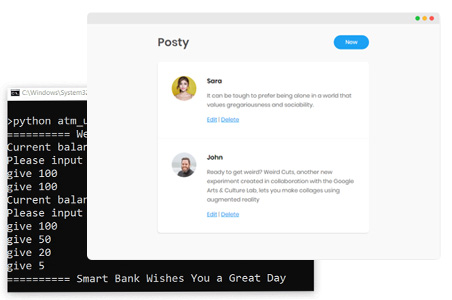 Posty
Now
Sara
It can be tough to prefer being alone in a world that
values gregariousness and sociability.
Edit | Delete
John
Ready to get weird? Weird Cuts, another new
experiment created in collaboration with the Google
Arts & Culture Lab, lets you make collages using
augmented reality
Edit | Delete
C:\Windows\System32
>python atm_u
========== We
Current balan
Please input
give 100
give 100
Current balan
Please input
give 100
give 50
give 20
give 5
========== Smart Bank Wishes You a Great Day